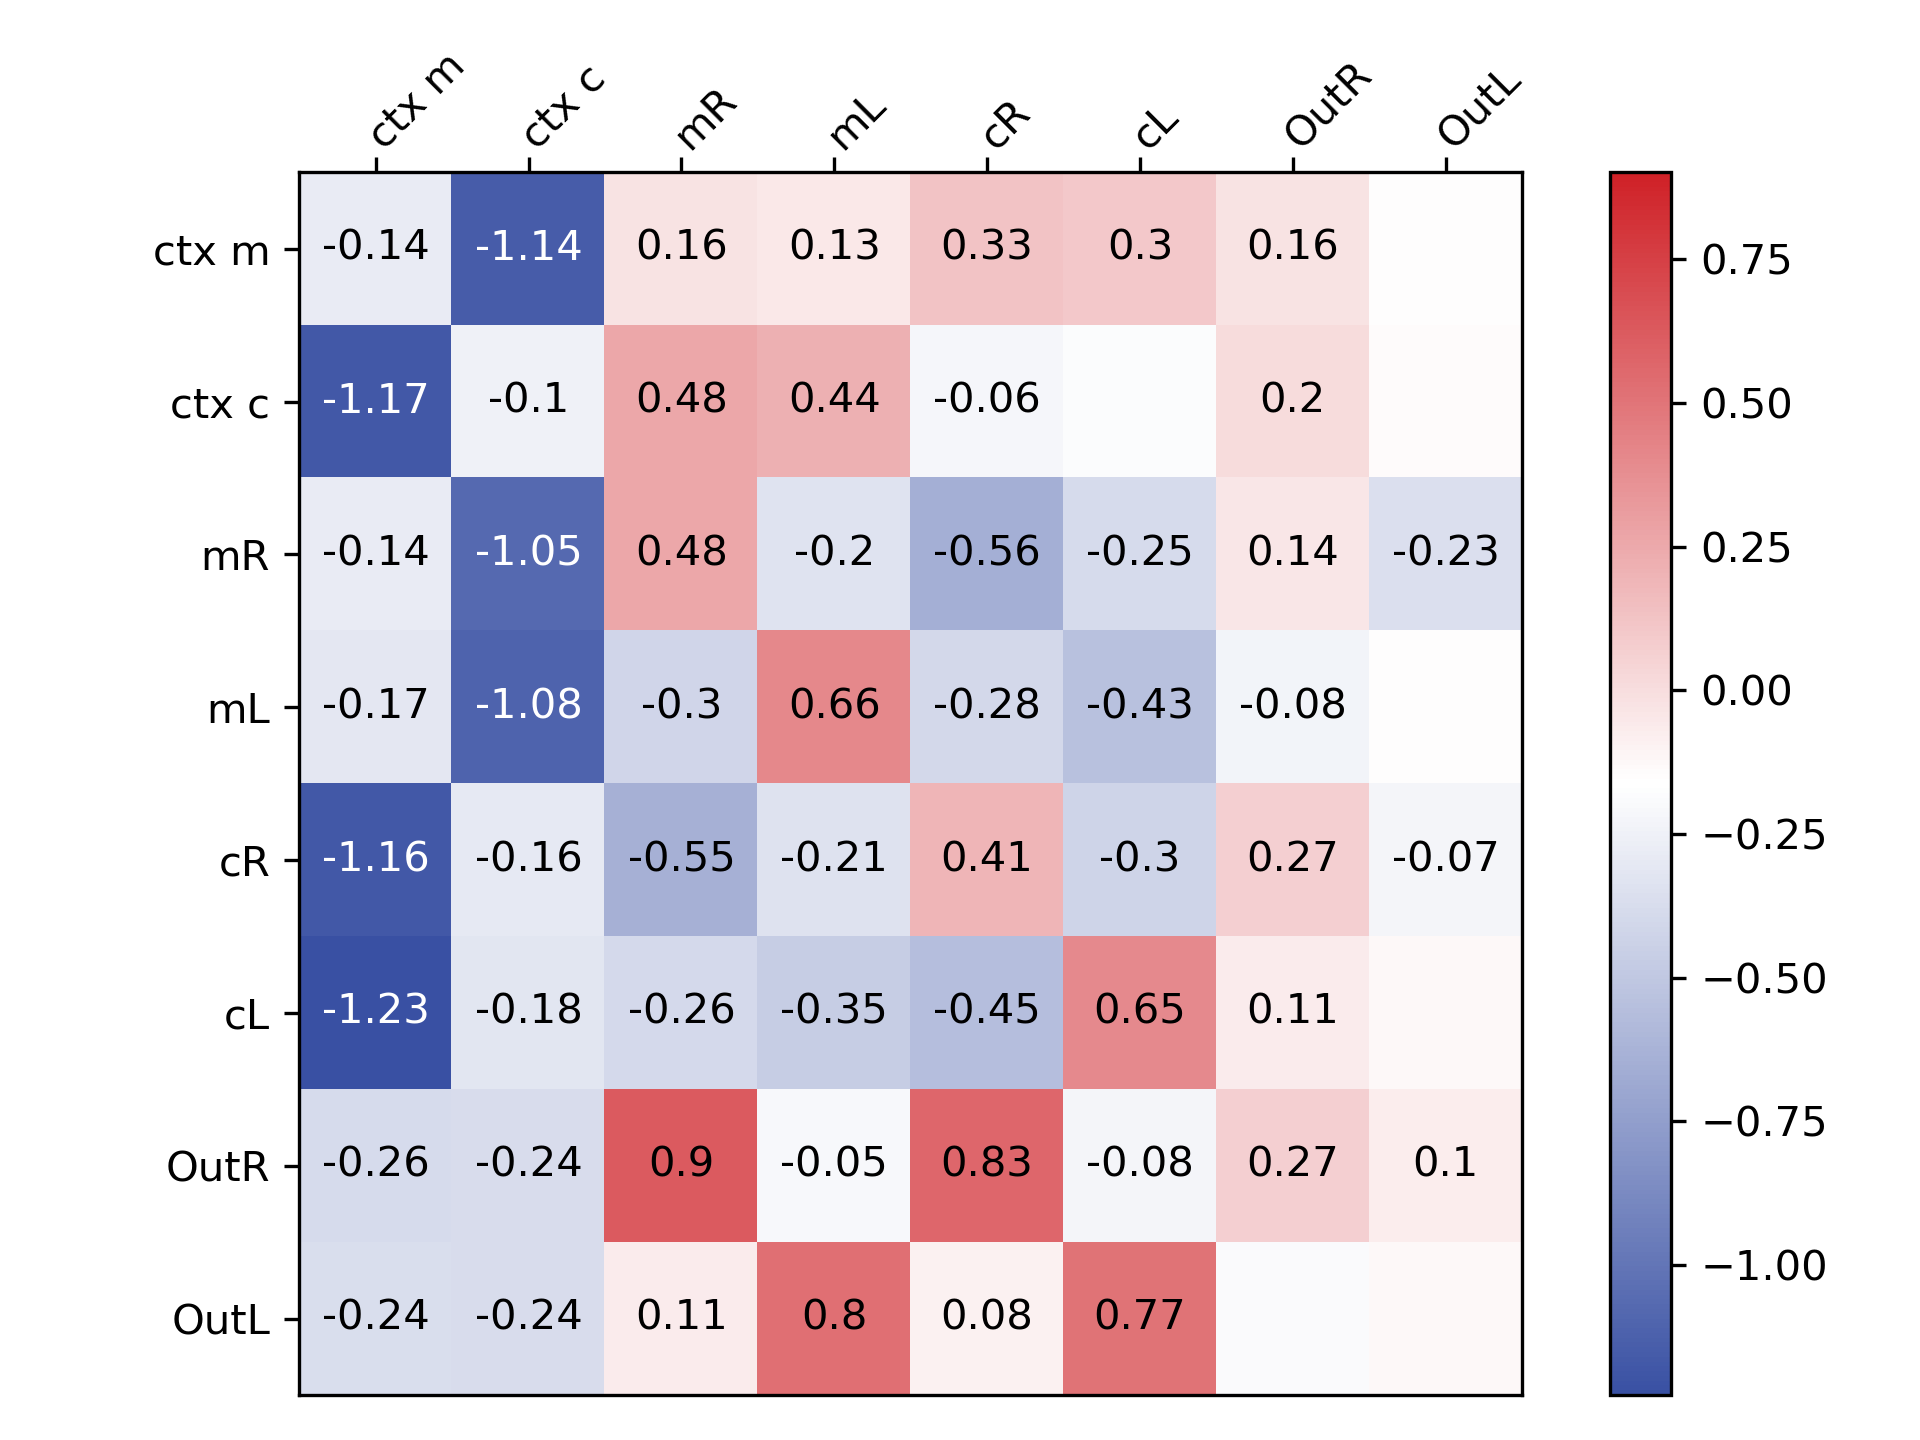 ctx m ctx c mR mL cR cL OutR OutL
ctx m -0.14 -1.14 0.16 0.13 0.33 0.3 0.16
ctx c -1.17 -0.1 0.48 0.44 -0.06 0.2
mR -0.14 -1.05 0.48 -0.2 -0.56 -0.25 0.14 -0.23
mL -0.17 -1.08 -0.3 0.66 -0.28 -0.43 -0.08
cR -1.16 -0.16 -0.55 -0.21 0.41 -0.3 0.27 -0.07
cL -1.23 -0.18 -0.26 -0.35 -0.45 0.65 0.11
OutR -0.26 -0.24 0.9 -0.05 0.83 -0.08 0.27 0.1
OutL -0.24 -0.24 0.11 0.8 0.08 0.77
0.75
0.50
0.25
0.00
−0.25
−0.50
−0.75
−1.00